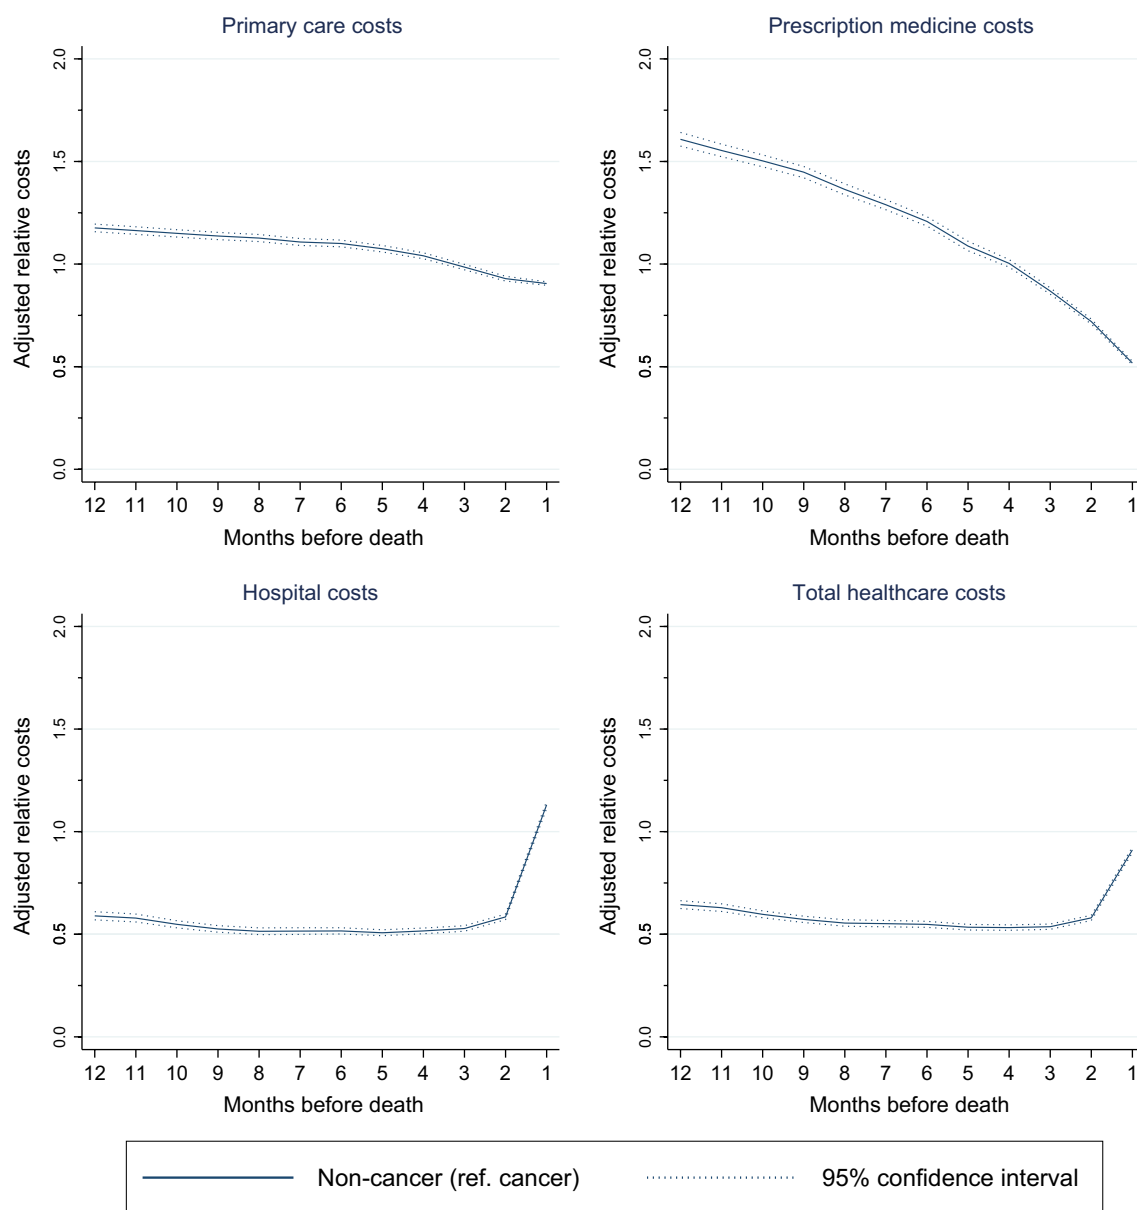 Primary care costs
Adjusted relative costs
2.0
1.5
1.0
0.5
0.0
12 11 10 9 8 7 6 5 4 3 2 1
Months before death
Prescription medicine costs
Adjusted relative costs
2.0
1.5
1.0
0.5
0.0
12 11 10 9 8 7 6 5 4 3 2 1
Months before death
Hospital costs
Adjusted relative costs
2.0
1.5
1.0
0.5
0.0
12 11 10 9 8 7 6 5 4 3 2 1
Months before death
Total healthcare costs
Adjusted relative costs
2.0
1.5
1.0
0.5
0.0
12 11 10 9 8 7 6 5 4 3 2 1
Months before death
Non-cancer (ref. cancer)
95% confidence interval